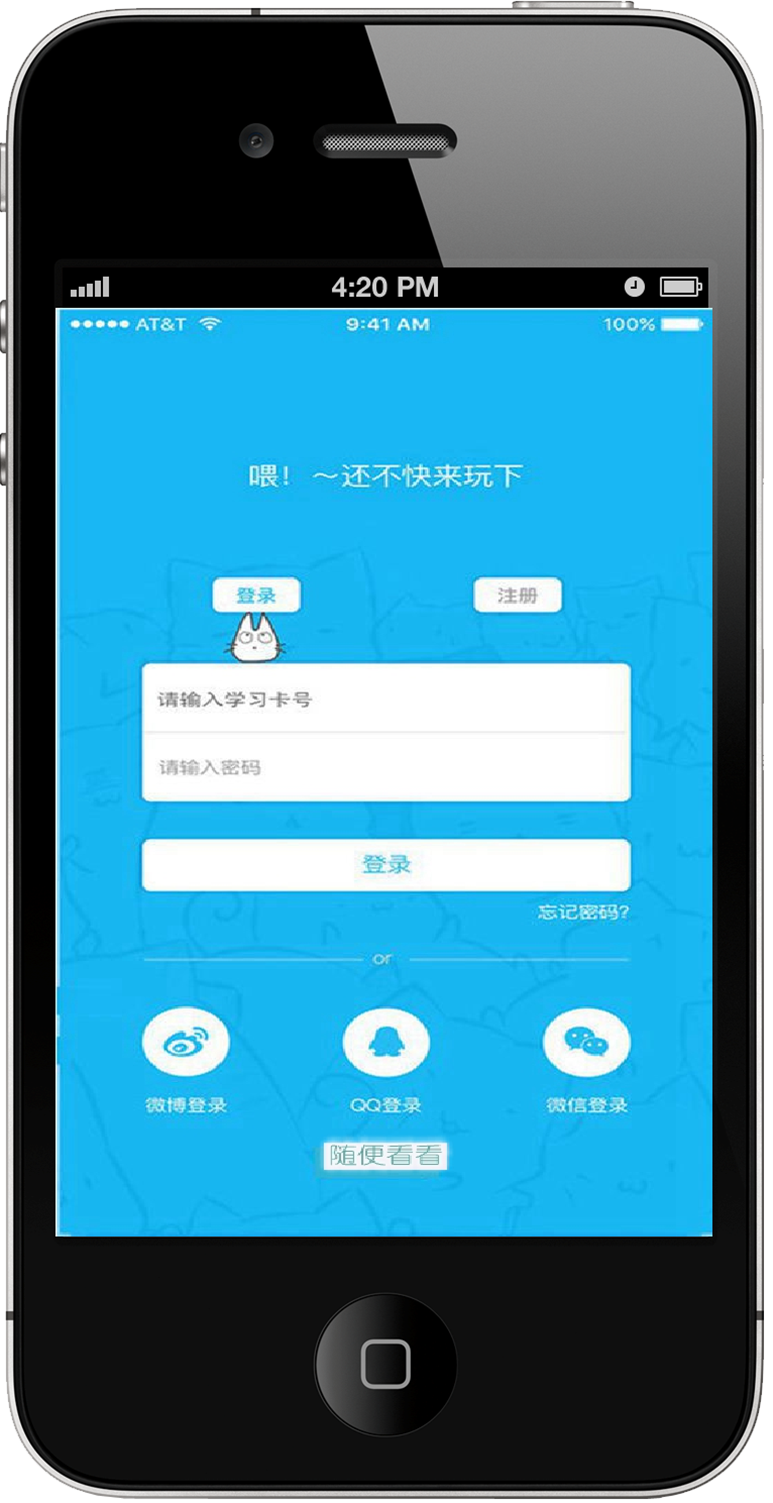 4:20 PM
AT&T 9:41 AM 100%
喂！～还不快来玩下
登录 注册
请输入学习卡号
请输入密码
登录
忘记密码?
or
微博登录 QQ登录 微信登录
随便看看